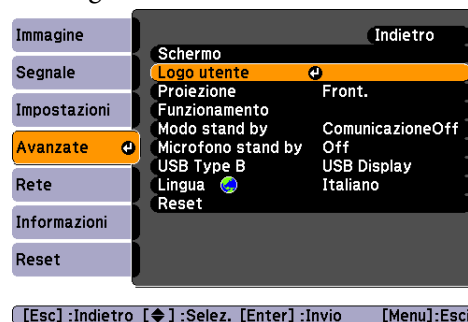 Immagine
Segnale
Impostazioni
Avanzate
Rete
Informazioni
Reset
Indietro
Schermo
Logo utente
Proiezione Front.
Funzionamento
Modo stand by ComunicazioneOff
Microfono stand by Off
USB Type B USB Display
Lingua Italiano
Reset
[Esc] :Indietro [◆] :Selez. [Enter] :Invio [Menu]:Esci